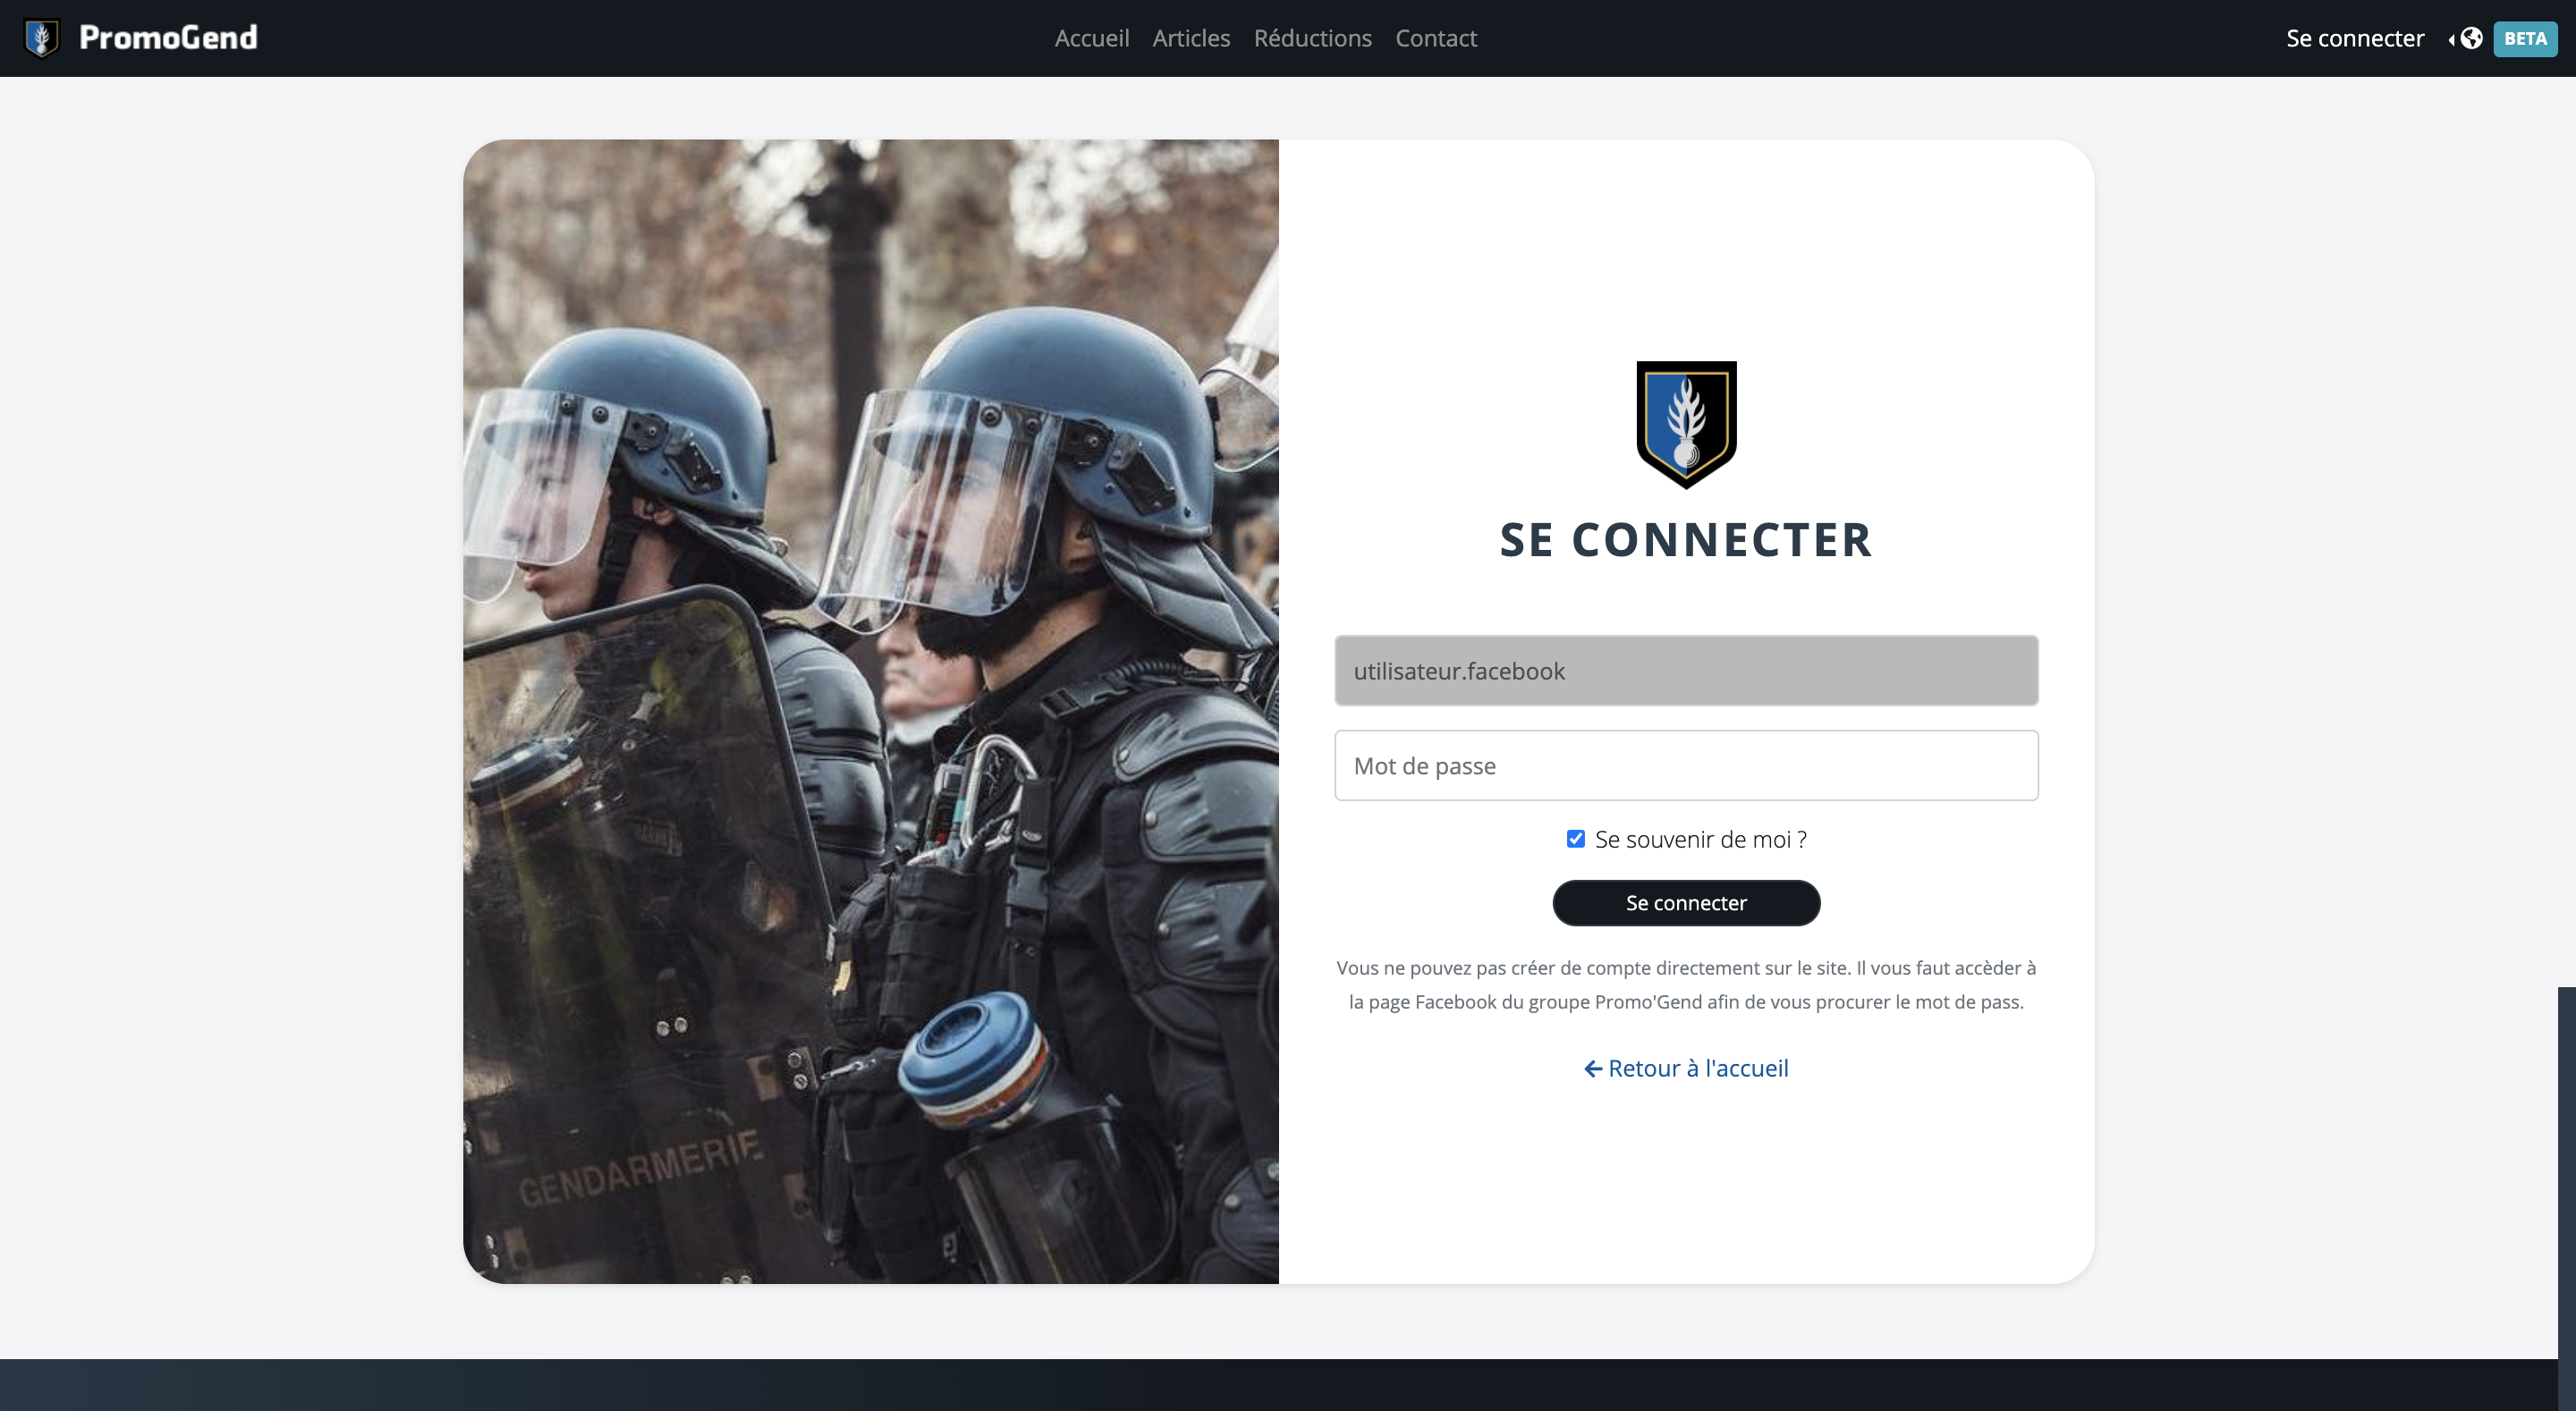 PromoGend
Accueil Articles Réductions Contact
Se connecter
BETA
SE CONNECTER
utilisateur.facebook
Mot de passe
Se souvenir de moi ?
Se connecter
Vous ne pouvez pas créer de compte directement sur le site. Il vous faut accèder à
la page Facebook du groupe Promo'Gend afin de vous procurer le mot de pass.
Retour à l'accueil
GENDARMERIE